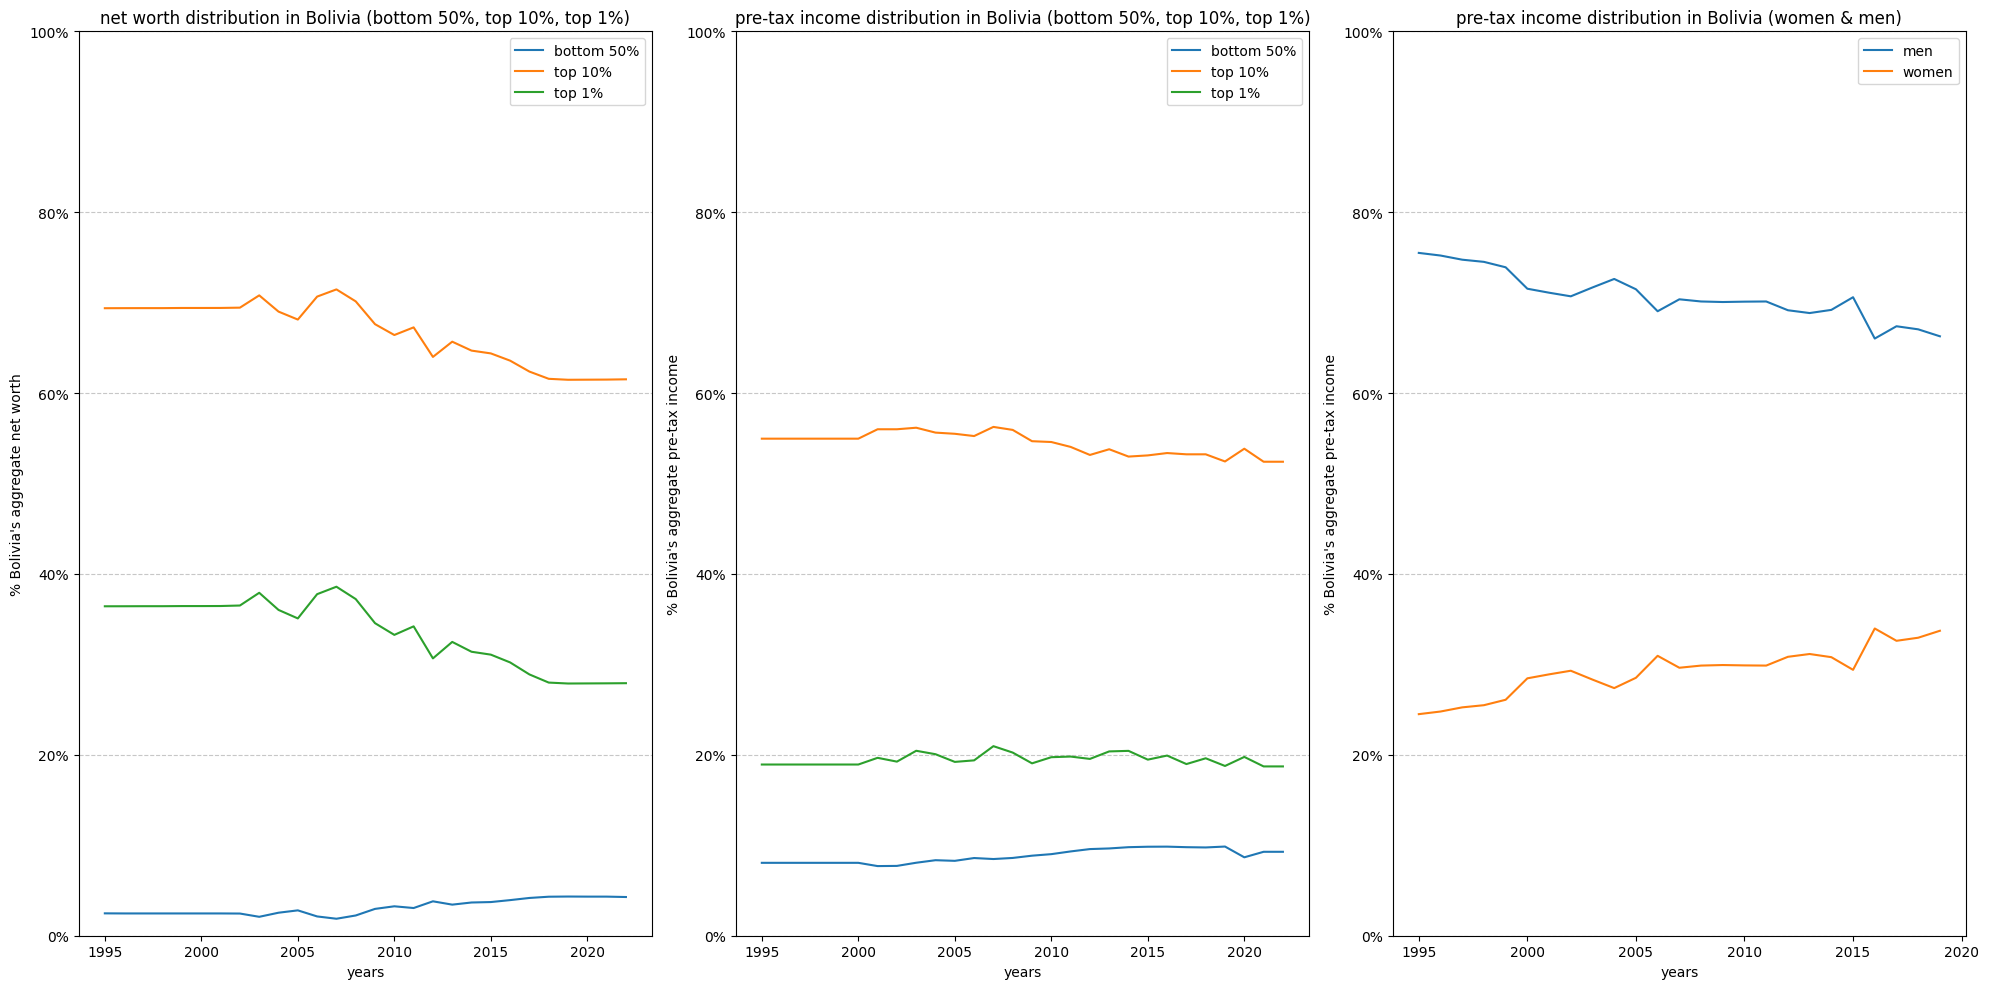 net worth distribution in Bolivia (bottom 50%, top 10%, top 1%)
100%
80%
60%
40%
20%
0%
% Bolivia's aggregate net worth
bottom 50%
top 10%
top 1%
1995 2000 2005 2010 2015 2020
years
pre-tax income distribution in Bolivia (bottom 50%, top 10%, top 1%)
100%
80%
60%
40%
20%
0%
% Bolivia's aggregate pre-tax income
bottom 50%
top 10%
top 1%
1995 2000 2005 2010 2015 2020
years
pre-tax income distribution in Bolivia (women & men)
100%
80%
60%
40%
20%
0%
% Bolivia's aggregate pre-tax income
men
women
1995 2000 2005 2010 2015 2020
years